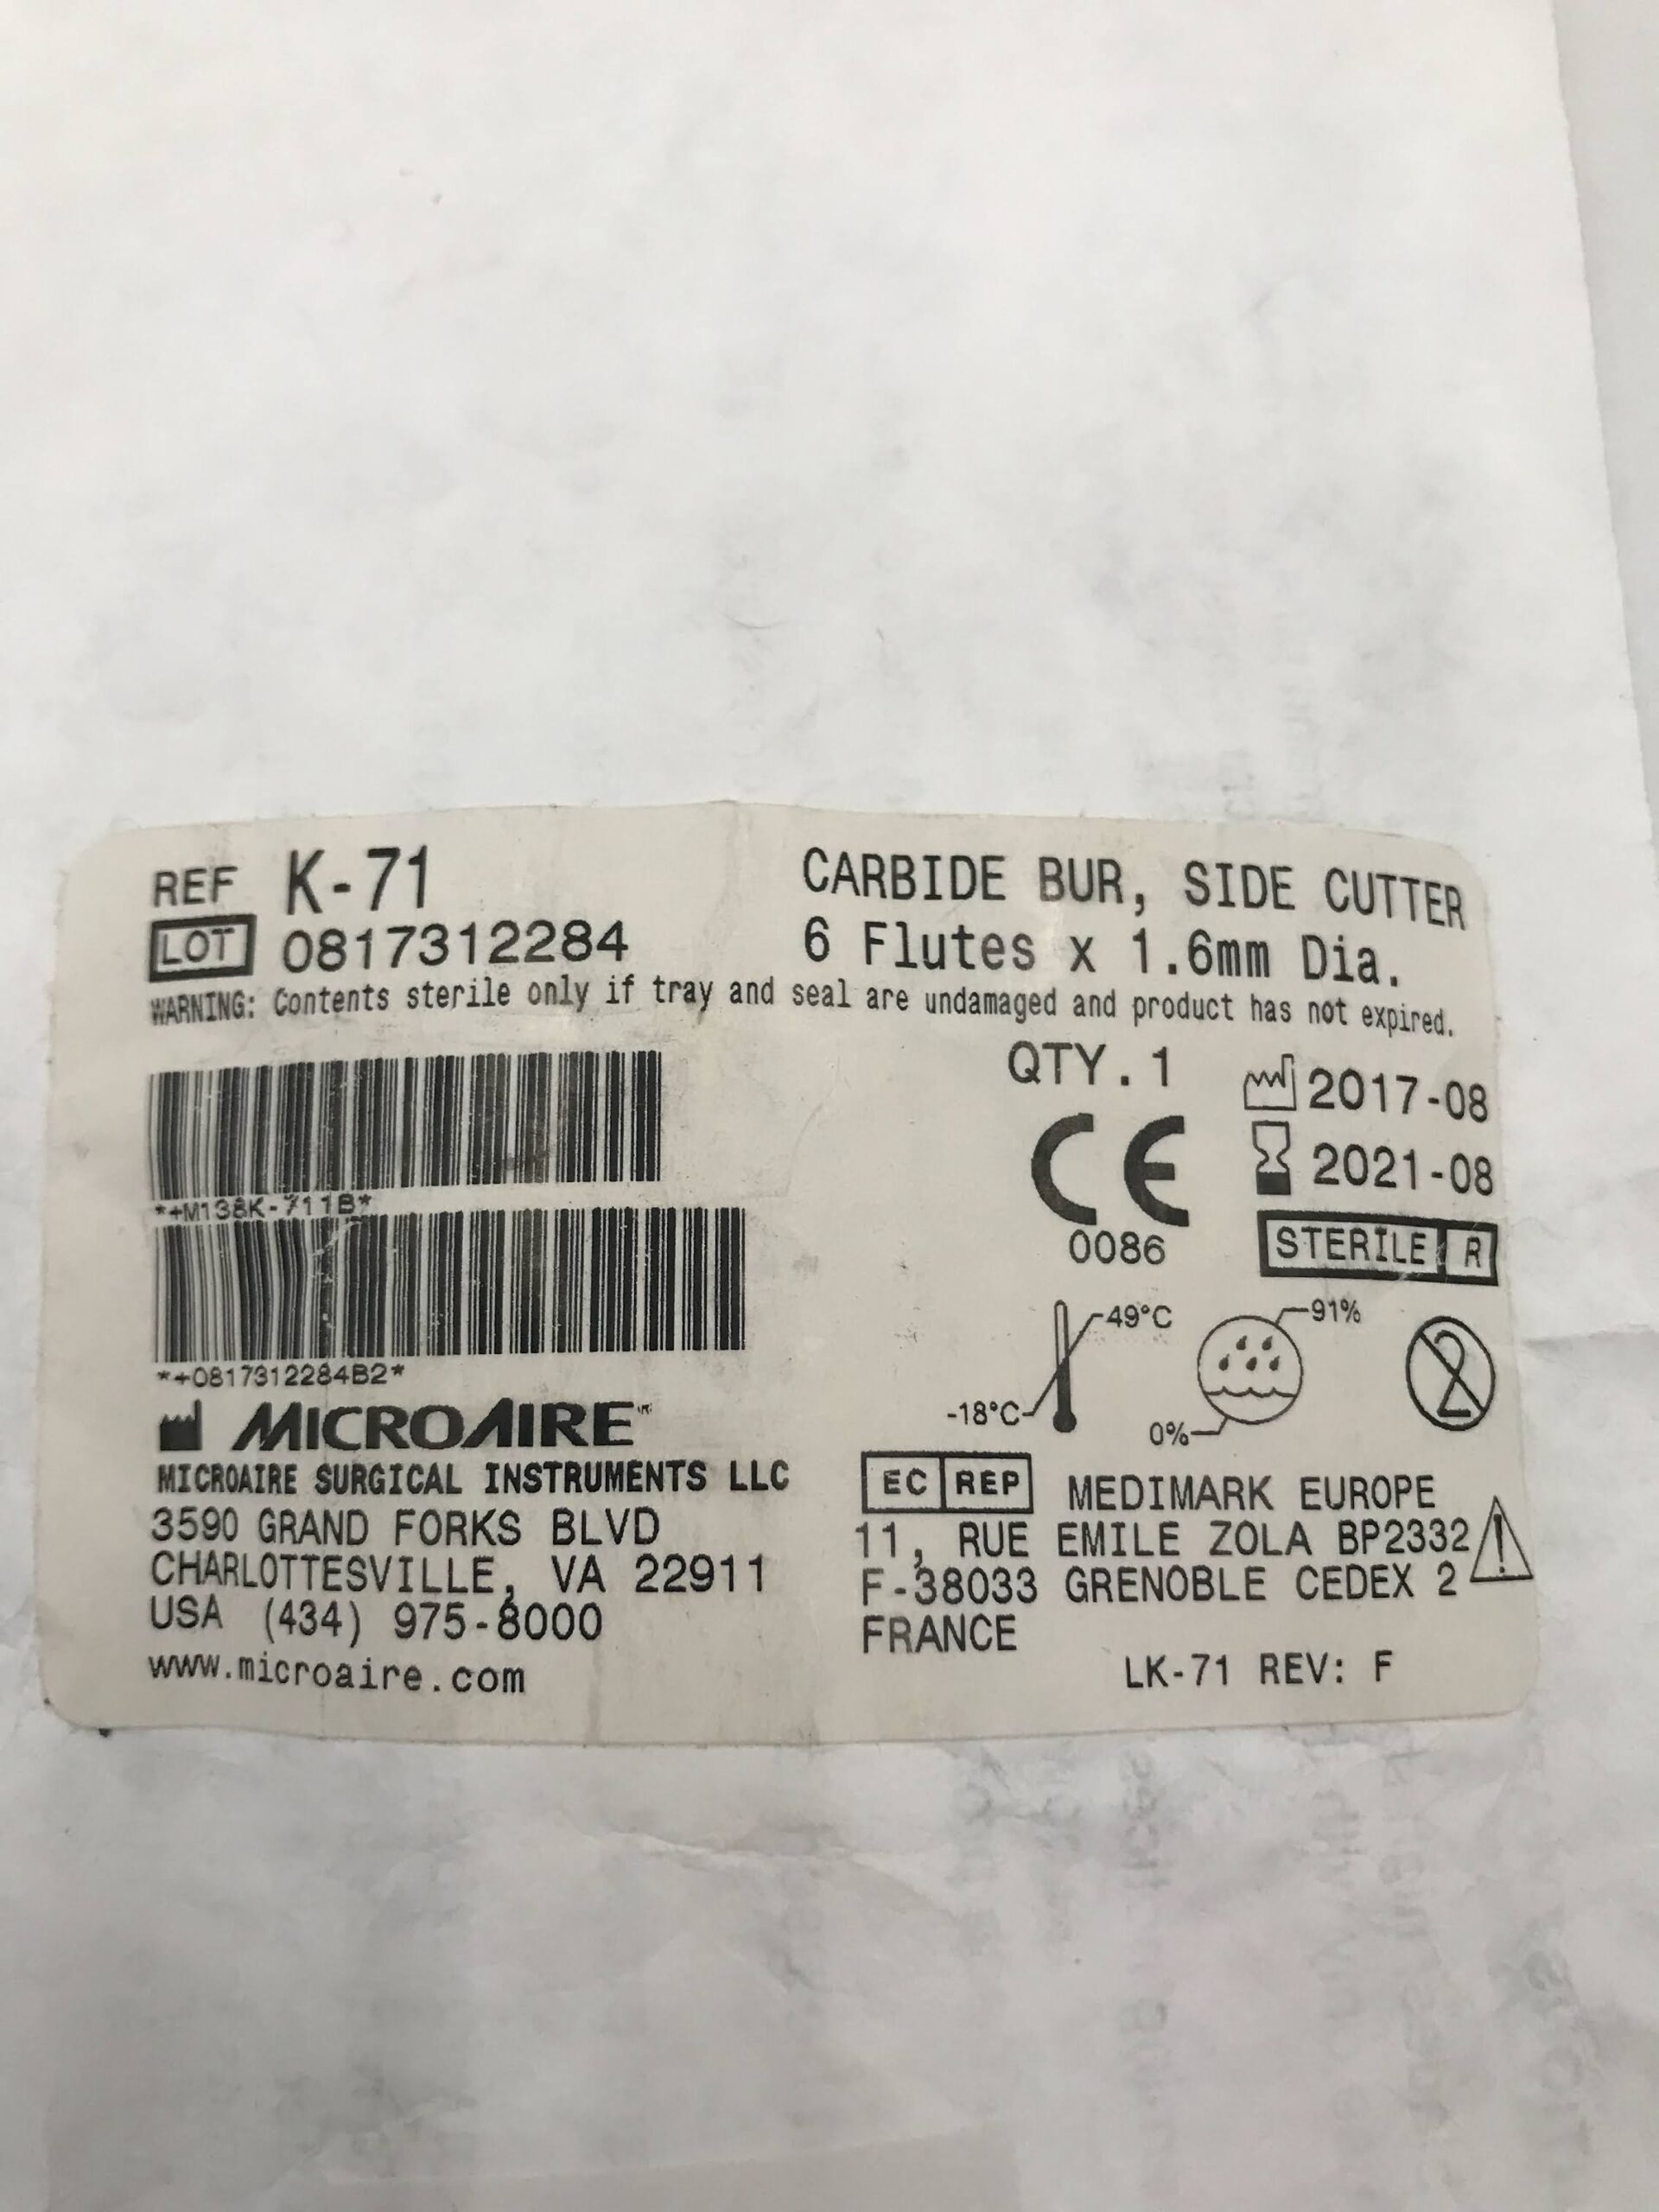 REF K-71
LOT 0817312284
CARBIDE BUR, SIDE CUTTER
6 Flutes x 1.6mm Dia.
WARNING: Contents sterile only if tray and seal are undamaged and product has not expired.
*+M138K-711B*
*+0817312284B2*
QTY.1
2017-08
2021-08
CE
0086
STERILE R
49°C
-18°C
91%
0%
2
MICROAIRE
MICROAIRE SURGICAL INSTRUMENTS LLC
3590 GRAND FORKS BLVD
CHARLOTTESVILLE, VA 22911
USA (434) 975-8000
www.microaire.com
EC REP MEDIMARK EUROPE
11, RUE EMILE ZOLA BP2332
F-38033 GRENOBLE CEDEX 2
FRANCE
LK-71 REV: F